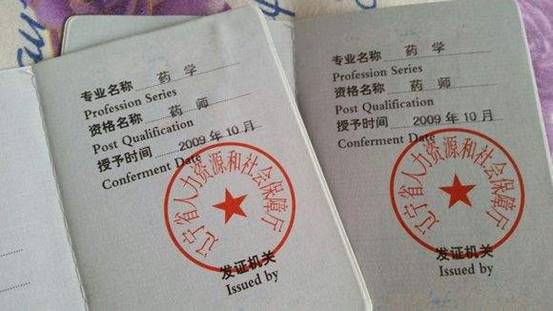 专业名称 药 学
Profession Series
资格名称 药 师
Post Qualification
授予时间 2009 年 10 月
Conferment Date
辽宁省人力资源和社会保障厅
发证机关
Issued by
专业名称 药 学
Profession Series
资格名称 药 师
Post Qualification
授予时间 2009 年 10 月
Conferment Date
辽宁省人力资源和社会保障厅
发证机关
Issued by